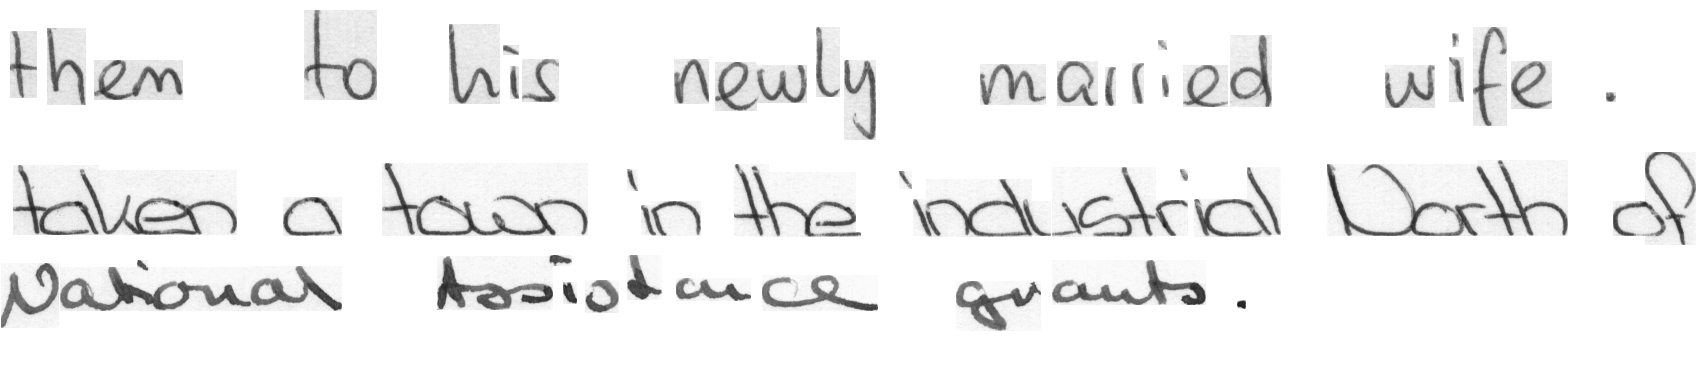 them to his newly married wife .
taken a town in the industrial North of
National Assistance grants .